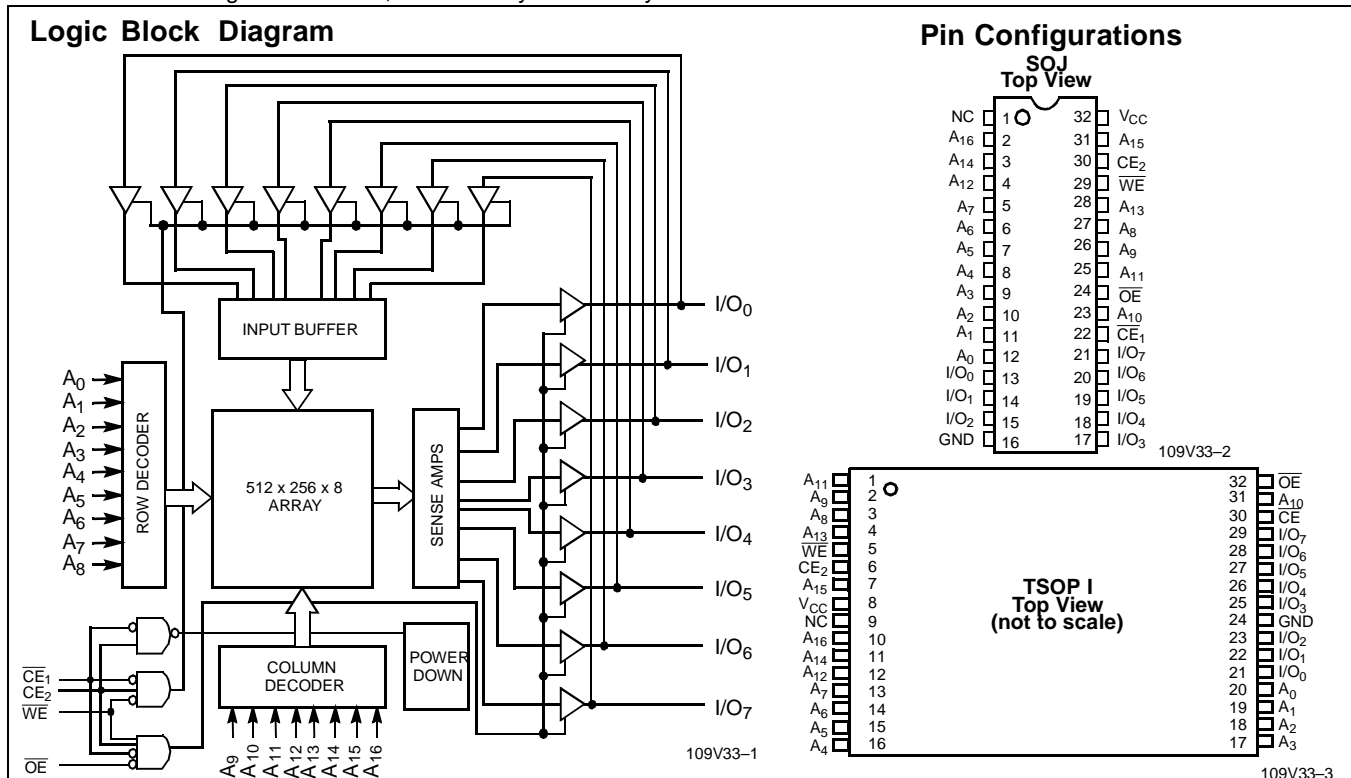 Logic Block Diagram
INPUT BUFFER
A0
A1
A2
A3
A4
A5
A6
A7
A8
ROW DECODER
512 x 256 x 8
ARRAY
SENSE AMPS
I/O0
I/O1
I/O2
I/O3
I/O4
I/O5
I/O6
I/O7
CE1
CE2
WE
OE
COLUMN
DECODER
POWER
DOWN
A9
A10
A11
A12
A13
A14
A15
A16
109V33–1
Pin Configurations
SOJ
Top View
NC 1 32 VCC
A16 2 31 A15
A14 3 30 CE2
A12 4 29 WE
A7 5 28 A13
A6 6 27 A8
A5 7 26 A9
A4 8 25 A11
A3 9 24 OE
A2 10 23 A10
A1 11 22 CE1
A0 12 21 I/O7
I/O0 13 20 I/O6
I/O1 14 19 I/O5
I/O2 15 18 I/O4
GND 16 17 I/O3
109V33–2
A11 1 32 OE
A9 2 31 A10
A8 3 30 CE
A13 4 29 I/O7
WE 5 28 I/O6
CE2 6 27 I/O5
A15 7 26 I/O4
VCC 8 25 I/O3
NC 9 24 GND
A16 10 23 I/O2
A14 11 22 I/O1
A12 12 21 I/O0
A7 13 20 A0
A6 14 19 A1
A5 15 18 A2
A4 16 17 A3
TSOP I
Top View
(not to scale)
109V33–3